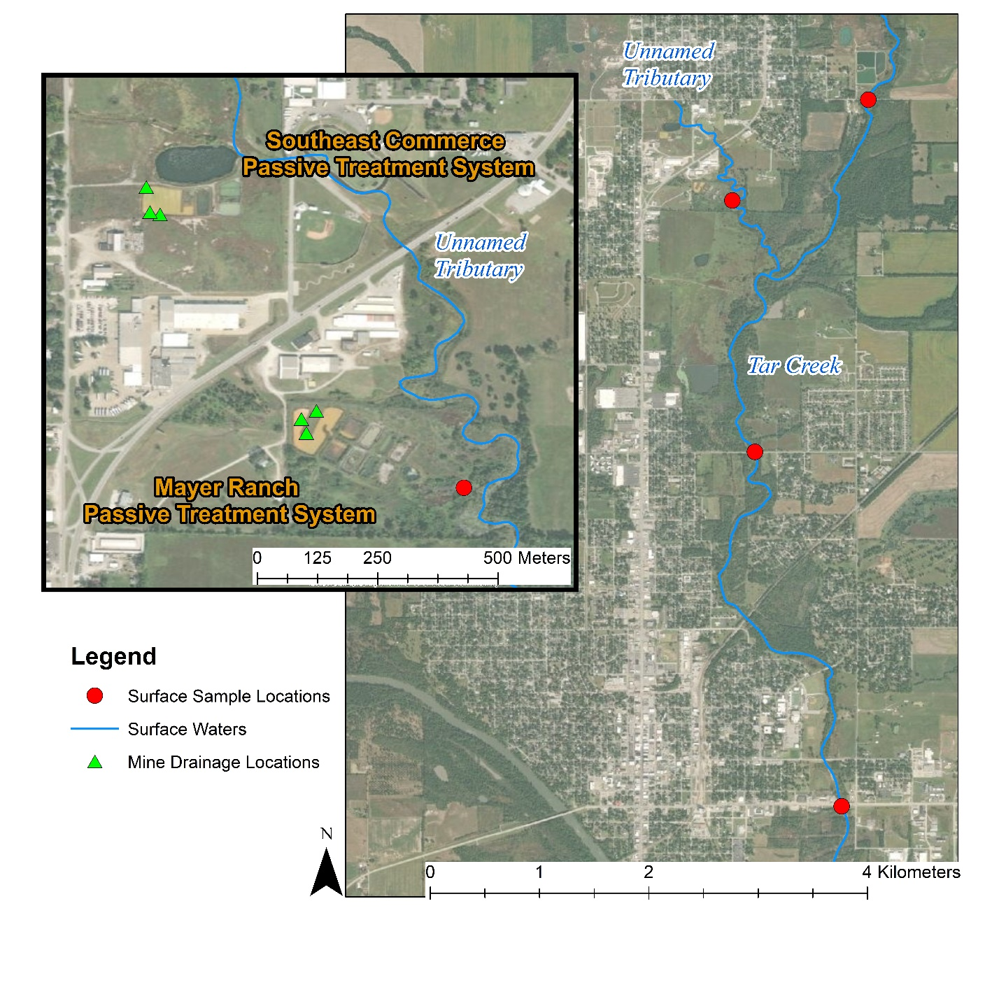 Unnamed
Tributary
Southeast Commerce
Passive Treatment System
Unnamed
Tributary
Tar Creek
Mayer Ranch
Passive Treatment System
0 125 250 500 Meters
Legend
Surface Sample Locations
Surface Waters
Mine Drainage Locations
N
0 1 2 4 Kilometers